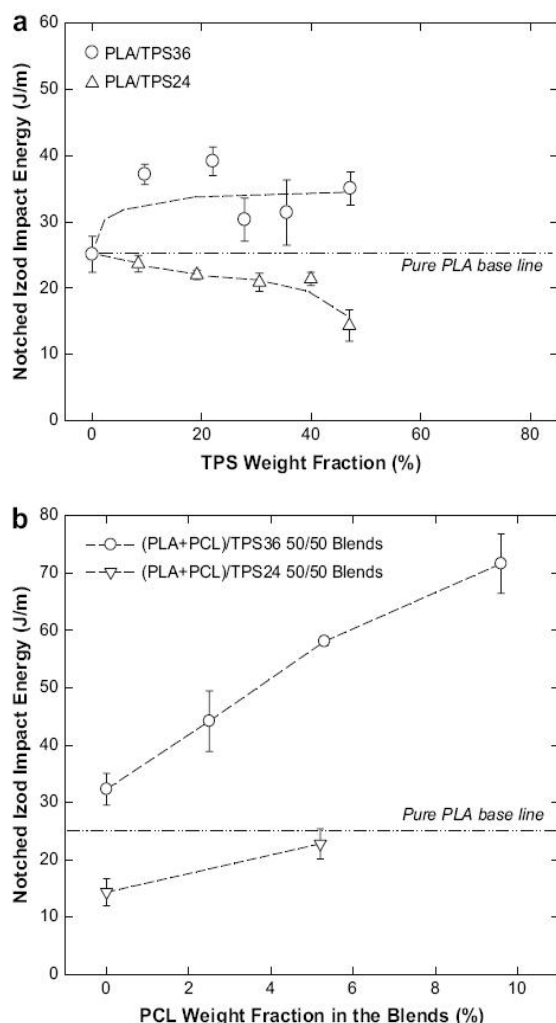 a
60
50
40
30
20
10
0
Notched Izod Impact Energy (J/m)
PLA/TPS36
PLA/TPS24
Pure PLA base line
0 20 40 60 80
TPS Weight Fraction (%)
b
80
70
60
50
40
30
20
10
0
Notched Izod Impact Energy (J/m)
(PLA+PCL)/TPS36 50/50 Blends
(PLA+PCL)/TPS24 50/50 Blends
Pure PLA base line
0 2 4 6 8 10
PCL Weight Fraction in the Blends (%)